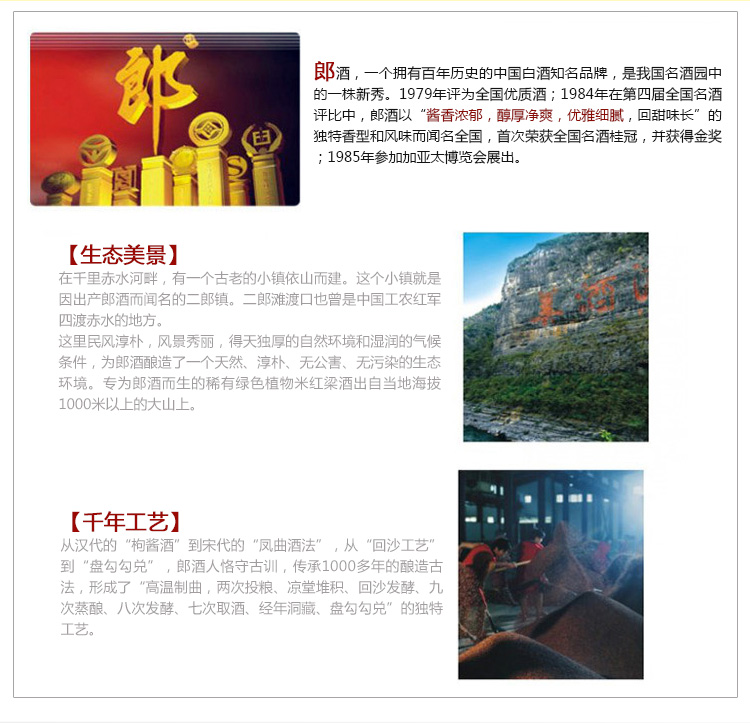 郎
郎酒，一个拥有百年历史的中国白酒知名品牌，是我国名酒园中
的一株新秀。1979年评为全国优质酒；1984年在第四届全国名酒
评比中，郎酒以“酱香浓郁，醇厚净爽，优雅细腻，回甜味长”的
独特香型和风味而闻名全国，首次荣获全国名酒桂冠，并获得金奖
；1985年参加加亚太博览会展出。
【生态美景】
在千里赤水河畔，有一个古老的小镇依山而建。这个小镇就是
因出产郎酒而闻名的二郎镇。二郎滩渡口也曾是中国工农红军
四渡赤水的地方。
这里民风淳朴，风景秀丽，得天独厚的自然环境和湿润的气候
条件，为郎酒酿造了一个天然、淳朴、无公害、无污染的生态
环境。专为郎酒而生的稀有绿色植物米红梁酒出自当地海拔
1000米以上的大山上。
【千年工艺】
从汉代的“枸酱酒”到宋代的“凤曲酒法”，从“回沙工艺”
到“盘勾勾兑”，郎酒人恪守古训，传承1000多年的酿造古
法，形成了“高温制曲，两次投粮、凉堂堆积、回沙发酵、九
次蒸酿、八次发酵、七次取酒、经年洞藏、盘勾勾兑”的独特
工艺。